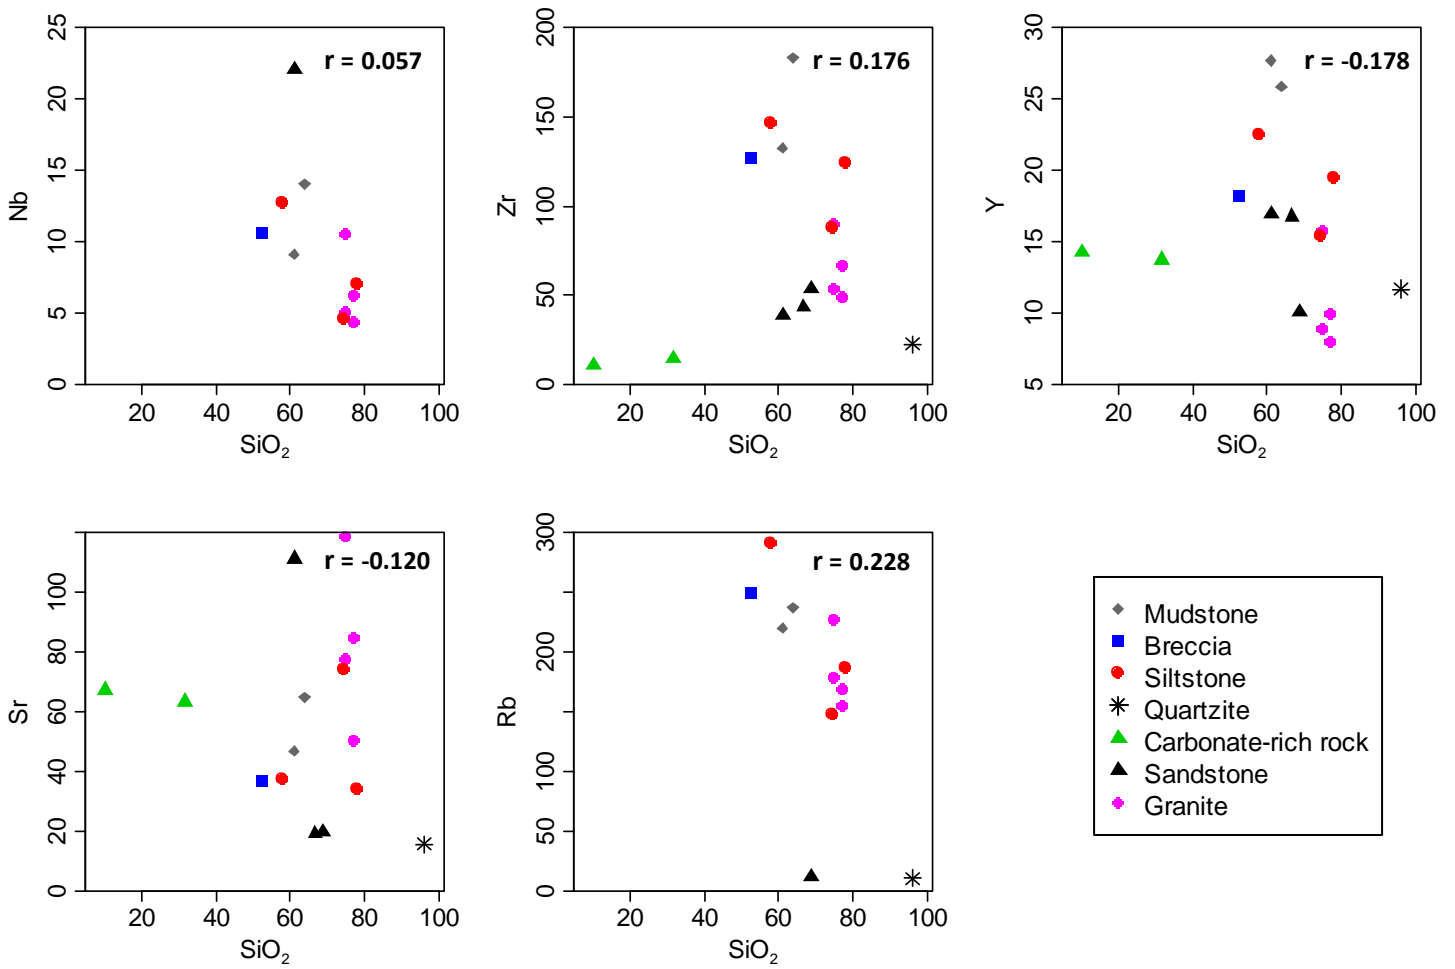 25
20
15
10
5
0
Nb
r = 0.057
20 40 60 80 100
SiO₂
200
150
100
50
0
Zr
r = 0.176
20 40 60 80 100
SiO₂
30
25
20
15
10
5
Y
r = -0.178
20 40 60 80 100
SiO₂
100
80
60
40
20
0
Sr
r = -0.120
20 40 60 80 100
SiO₂
300
200
100
0
Rb
r = 0.228
20 40 60 80 100
SiO₂
Mudstone
Breccia
Siltstone
Quartzite
Carbonate-rich rock
Sandstone
Granite